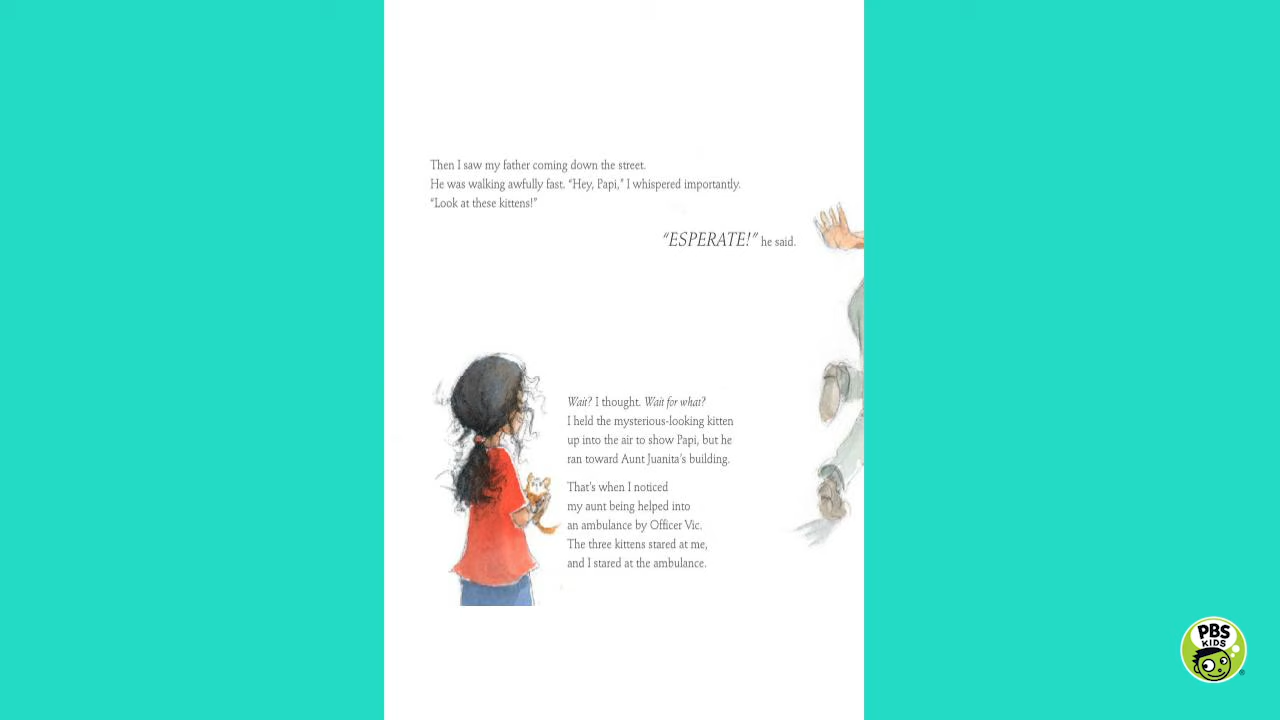 Then I saw my father coming down the street.
He was walking awfully fast. “Hey, Papi,” I whispered importantly.
“Look at these kittens!”
“ESPERATE!” he said.
Wait? I thought. Wait for what?
I held the mysterious-looking kitten
up into the air to show Papi, but he
ran toward Aunt Juanita’s building.
That’s when I noticed
my aunt being helped into
an ambulance by Officer Vic.
The three kittens stared at me,
and I stared at the ambulance.
PBS
KIDS